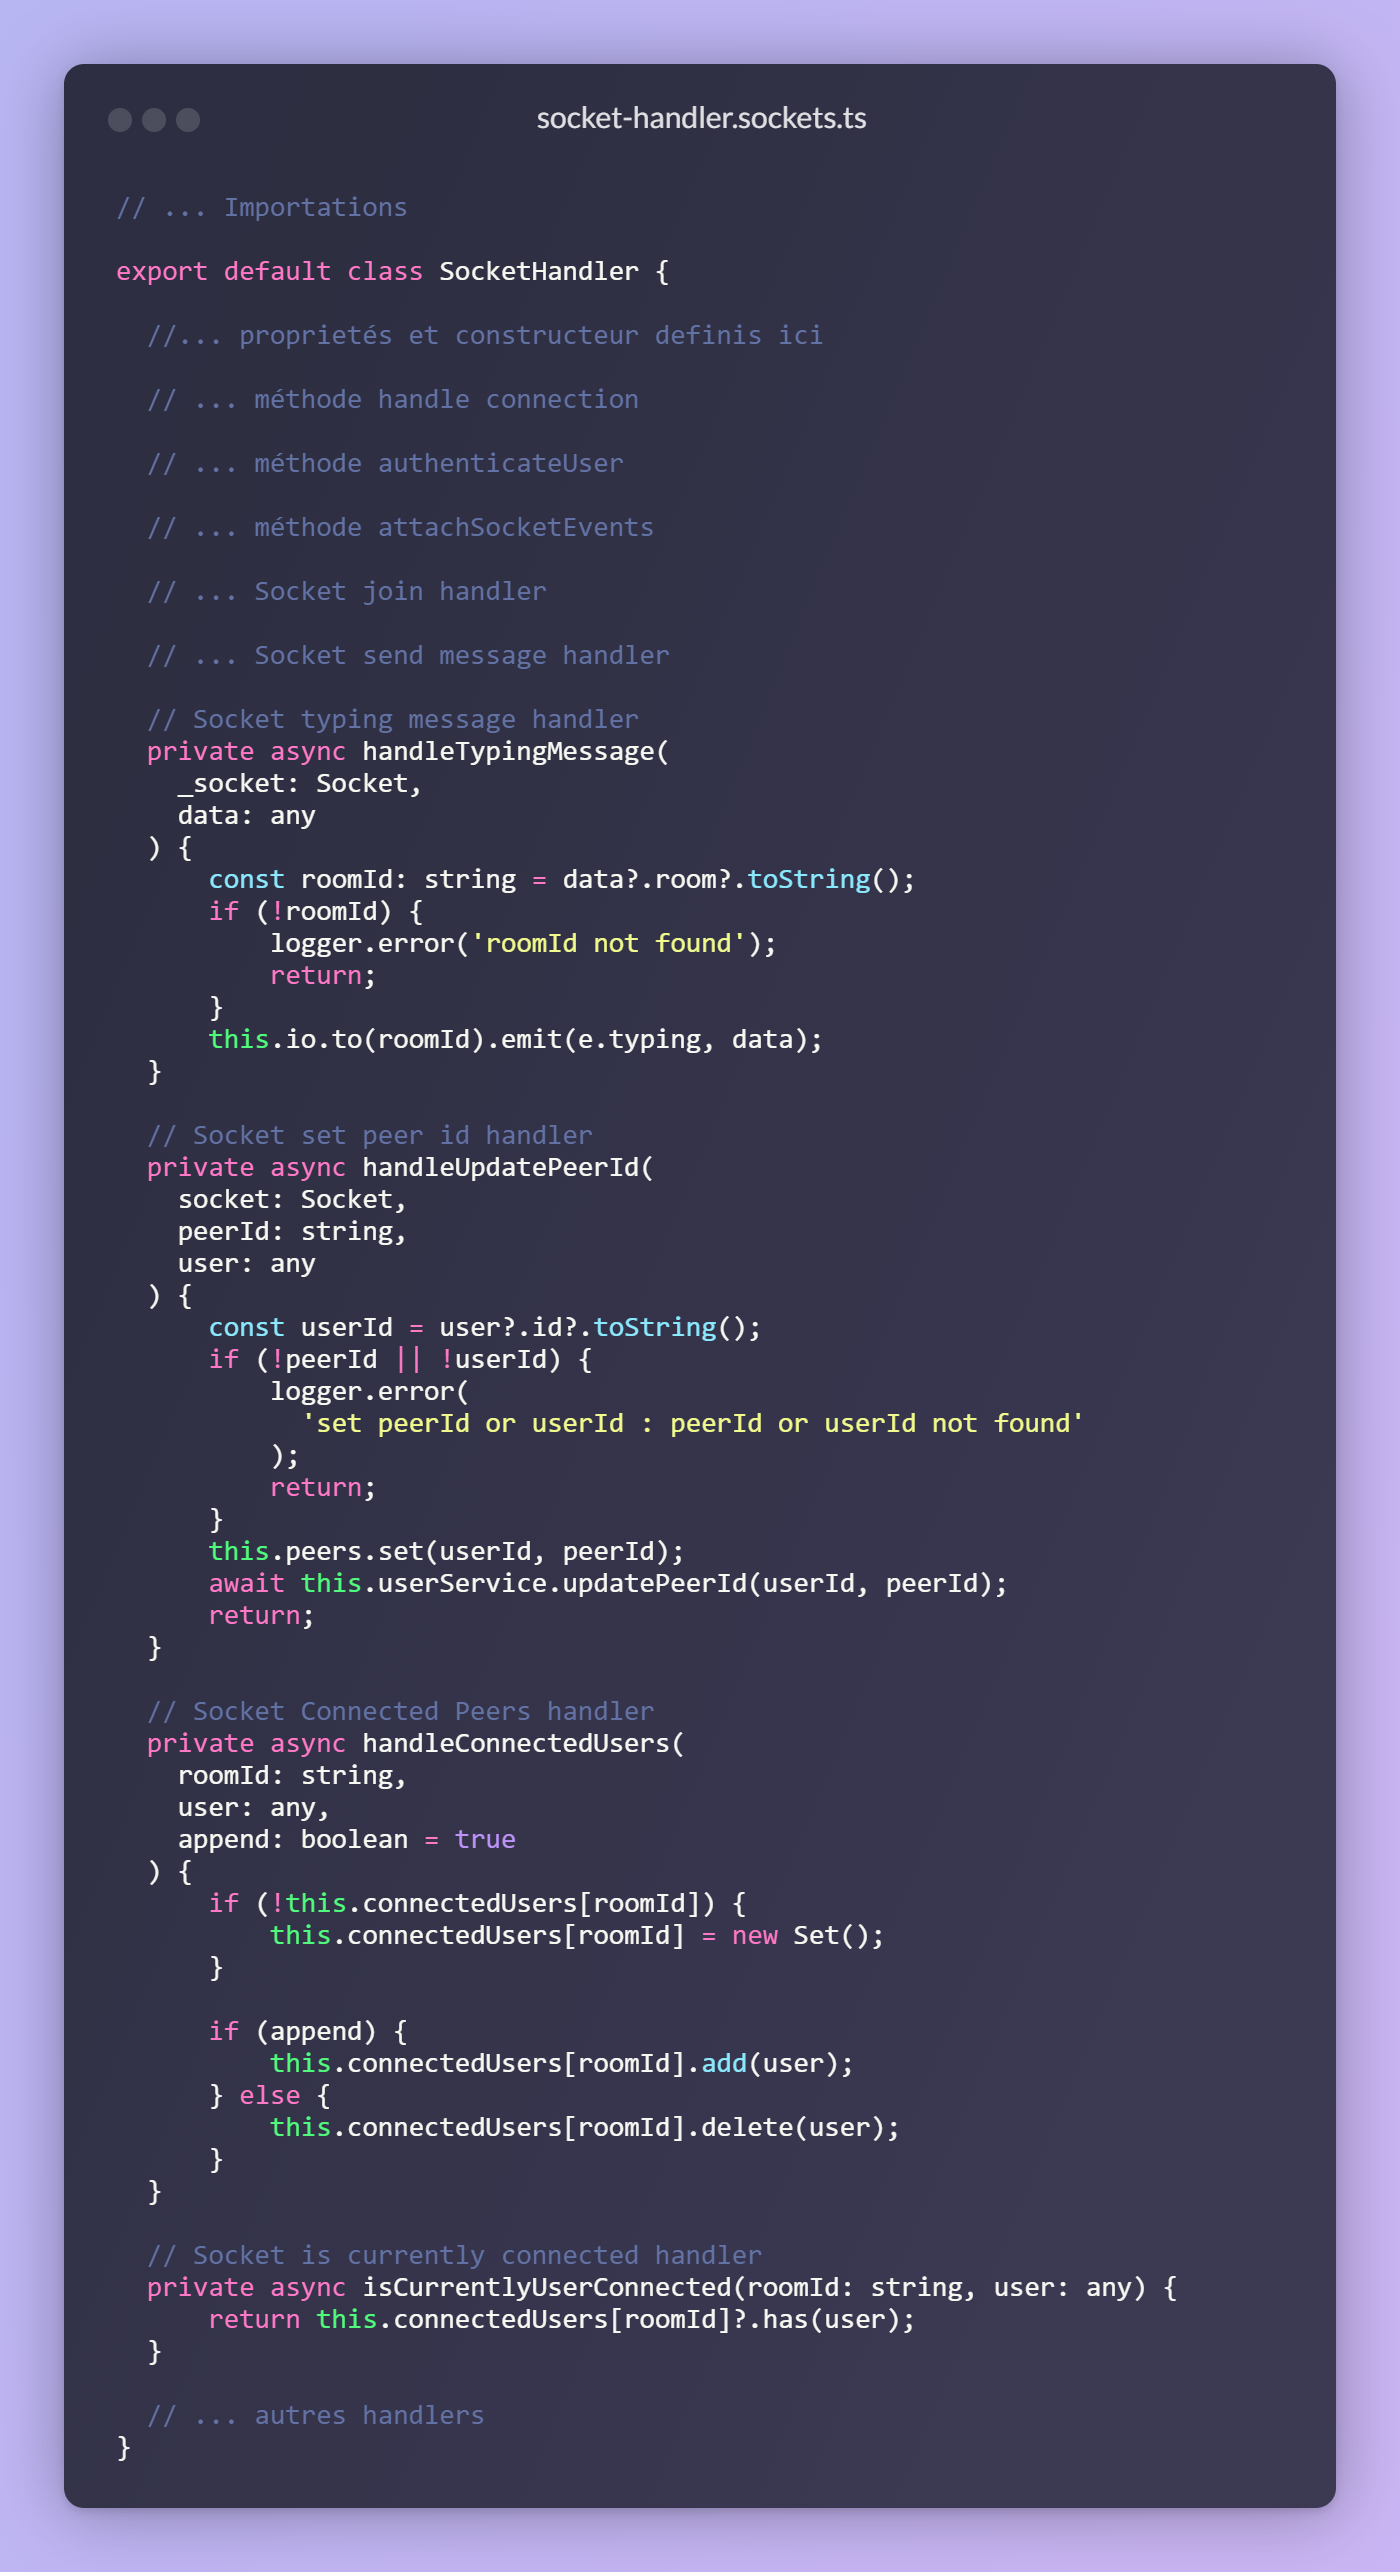 socket-handler.sockets.ts
// ... Importations
export default class SocketHandler {
//... proprietés et constructeur definis ici
// ... méthode handle connection
// ... méthode authenticateUser
// ... méthode attachSocketEvents
// ... Socket join handler
// ... Socket send message handler
// Socket typing message handler
private async handleTypingMessage(
_socket: Socket,
data: any
) {
const roomId: string = data?.room?.toString();
if (!roomId) {
logger.error('roomId not found');
return;
}
this.io.to(roomId).emit(e.typing, data);
}
// Socket set peer id handler
private async handleUpdatePeerId(
socket: Socket,
peerId: string,
user: any
) {
const userId = user?.id?.toString();
if (!peerId || !userId) {
logger.error(
'set peerId or userId : peerId or userId not found'
);
return;
}
this.peers.set(userId, peerId);
await this.userService.updatePeerId(userId, peerId);
return;
}
// Socket Connected Peers handler
private async handleConnectedUsers(
roomId: string,
user: any,
append: boolean = true
) {
if (!this.connectedUsers[roomId]) {
this.connectedUsers[roomId] = new Set();
}
if (append) {
this.connectedUsers[roomId].add(user);
} else {
this.connectedUsers[roomId].delete(user);
}
}
// Socket is currently connected handler
private async isCurrentlyUserConnected(roomId: string, user: any) {
return this.connectedUsers[roomId]?.has(user);
}
// ... autres handlers
}